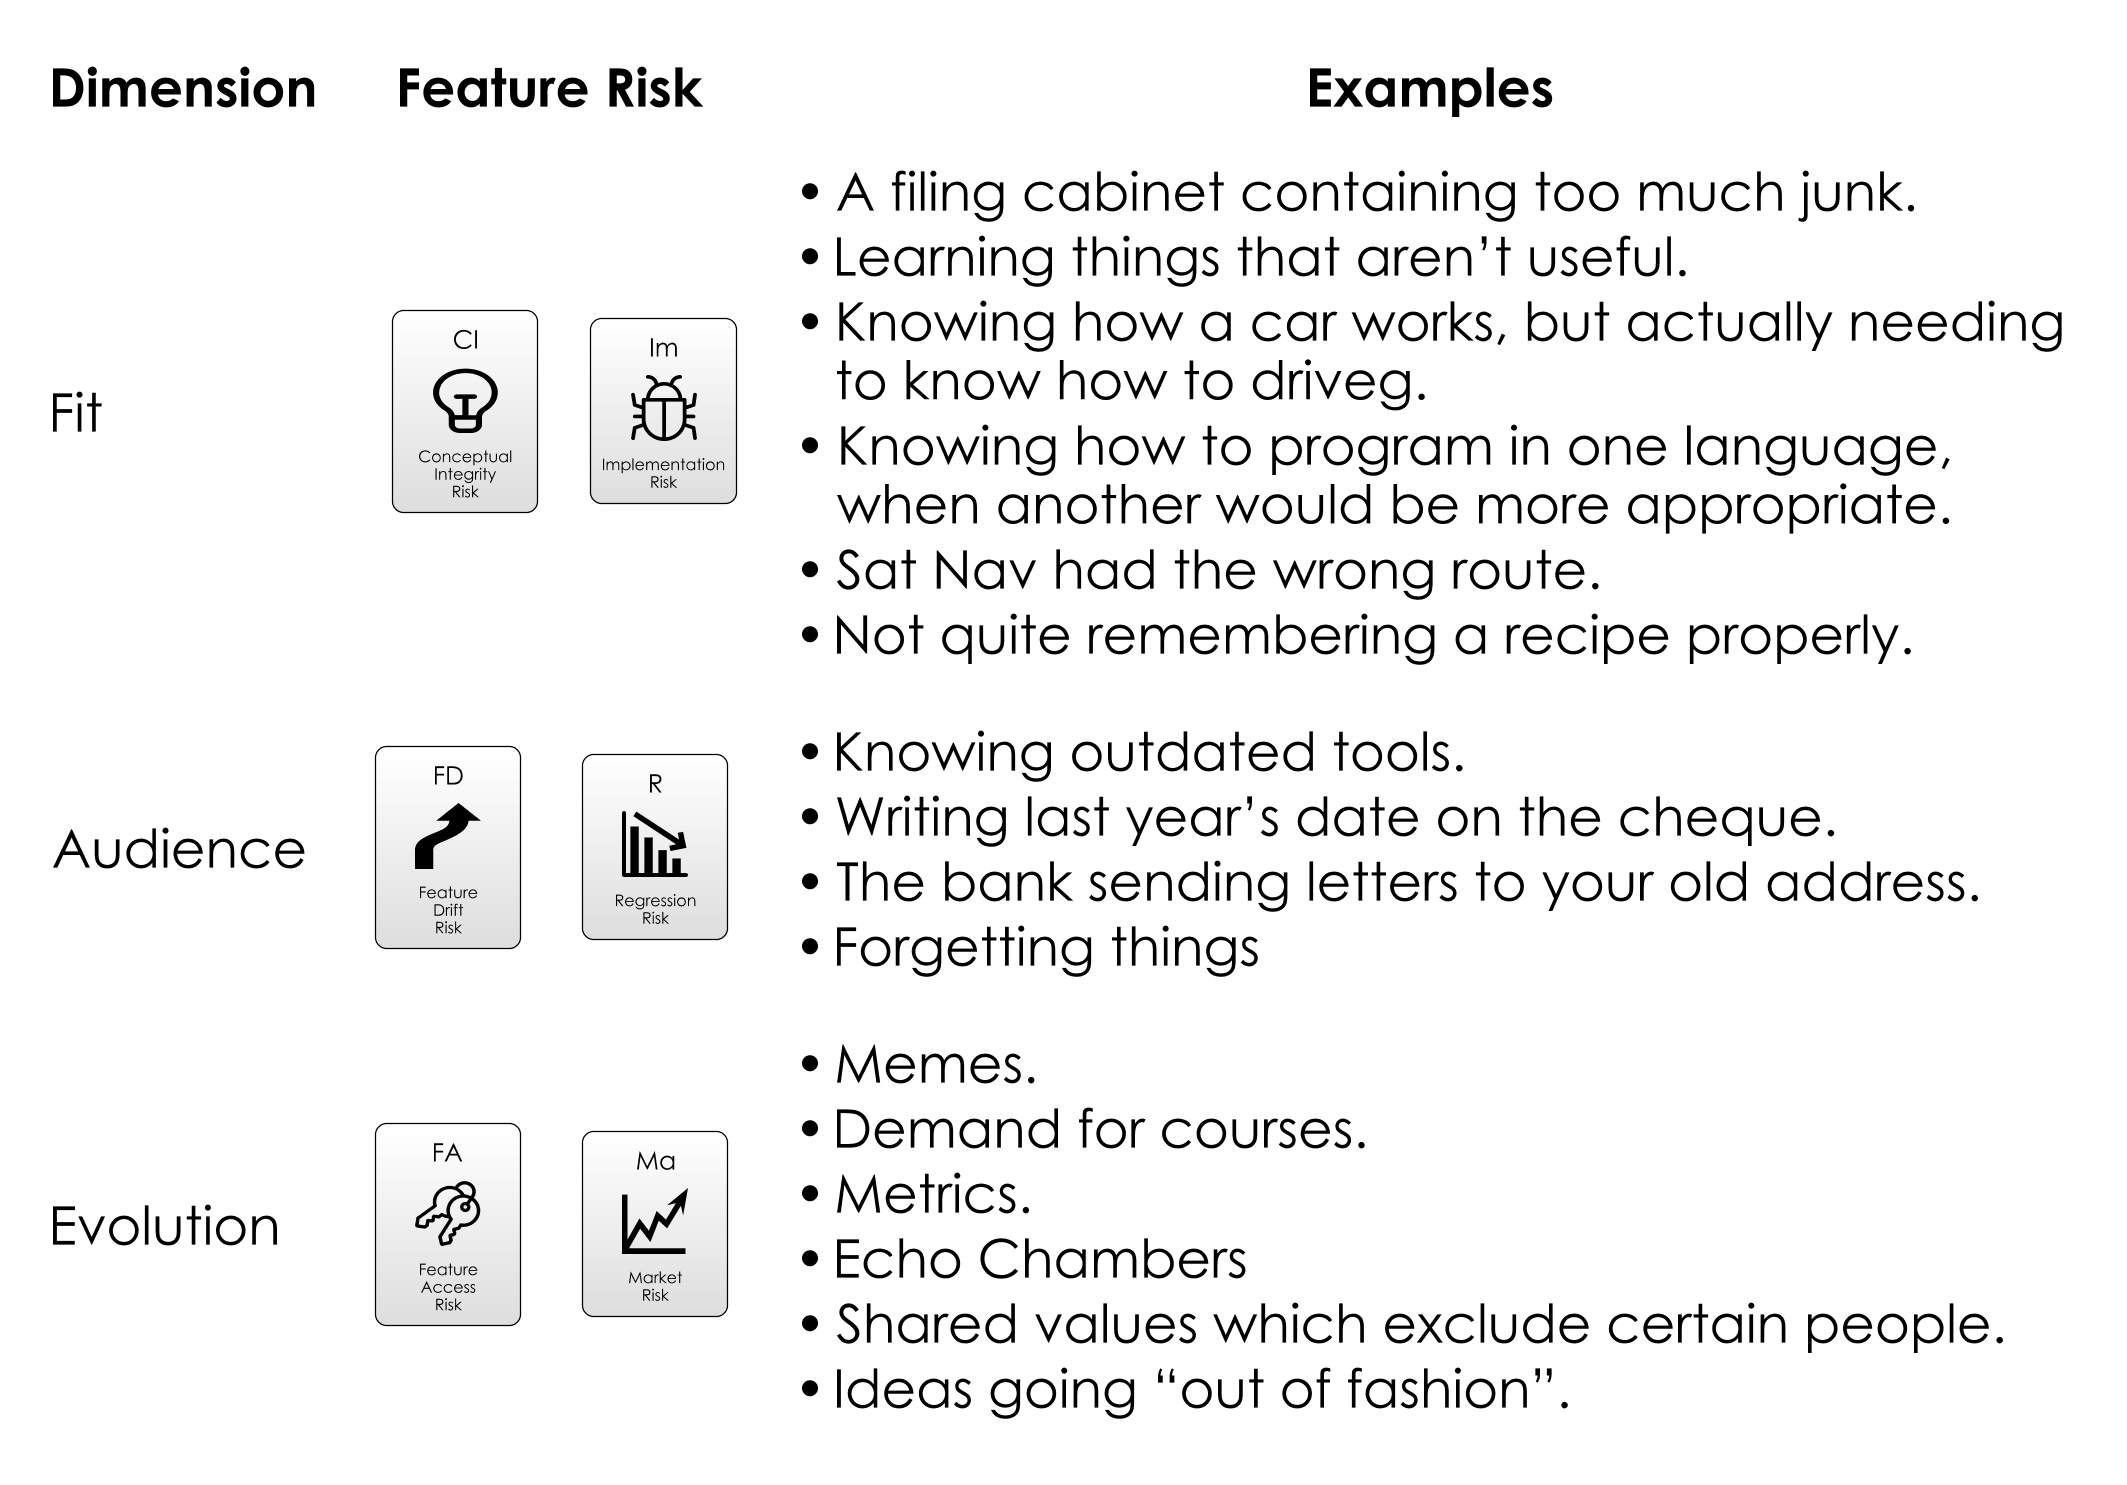 Dimension Feature Risk Examples
Fit
CI
Conceptual
Integrity
Risk
Im
Implementation
Risk
• A filing cabinet containing too much junk.
• Learning things that aren’t useful.
• Knowing how a car works, but actually needing
to know how to driveg.
• Knowing how to program in one language,
when another would be more appropriate.
• Sat Nav had the wrong route.
• Not quite remembering a recipe properly.
Audience
FD
Feature
Drift
Risk
R
Regression
Risk
• Knowing outdated tools.
• Writing last year’s date on the cheque.
• The bank sending letters to your old address.
• Forgetting things
Evolution
FA
Feature
Access
Risk
Ma
Market
Risk
• Memes.
• Demand for courses.
• Metrics.
• Echo Chambers
• Shared values which exclude certain people.
• Ideas going “out of fashion”.